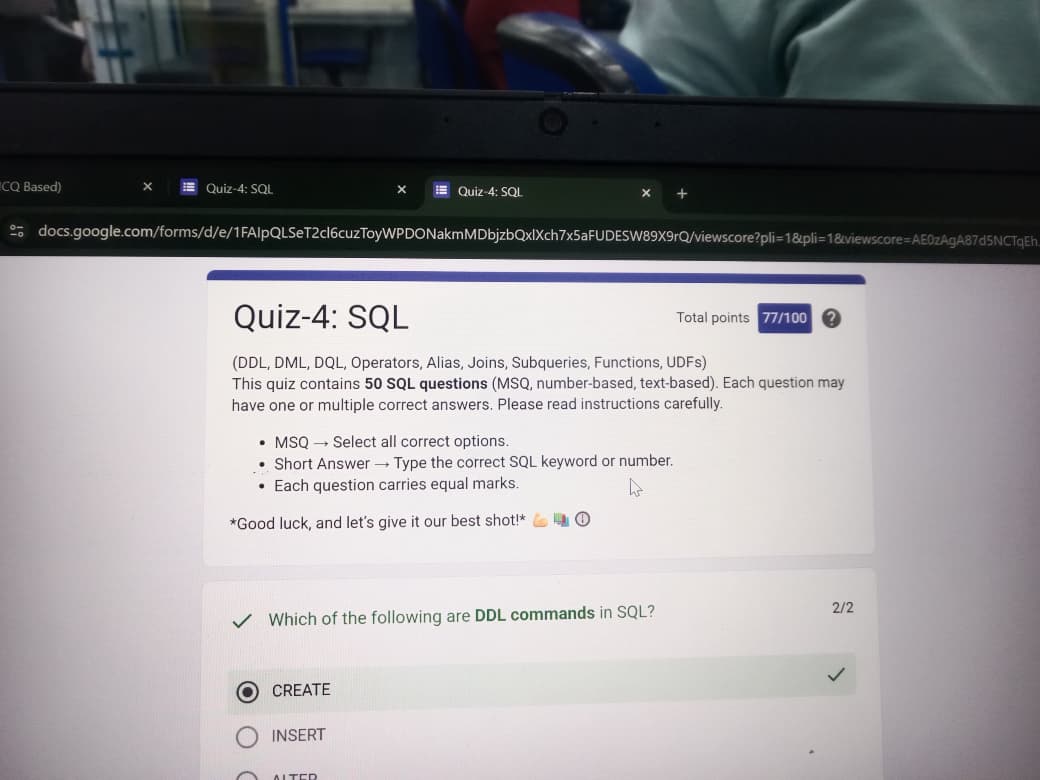 CQ Based)
Quiz-4: SQL
Quiz-4: SQL
docs.google.com/forms/d/e/1FAIpQLSeT2cl6cuzToyWPDONakmMDbjzbQxlXch7x5aFUDESW89X9rQ/viewscore?pli=1&pli=1&viewscore=AE0zAgA87d5NCTqEh
Quiz-4: SQL
Total points 77/100
(DDL, DML, DQL, Operators, Alias, Joins, Subqueries, Functions, UDFs)
This quiz contains 50 SQL questions (MSQ, number-based, text-based). Each question may
have one or multiple correct answers. Please read instructions carefully.
• MSQ → Select all correct options.
• Short Answer → Type the correct SQL keyword or number.
• Each question carries equal marks.
*Good luck, and let's give it our best shot!* 💪 📚
Which of the following are DDL commands in SQL?
2/2
CREATE
INSERT
ALTER